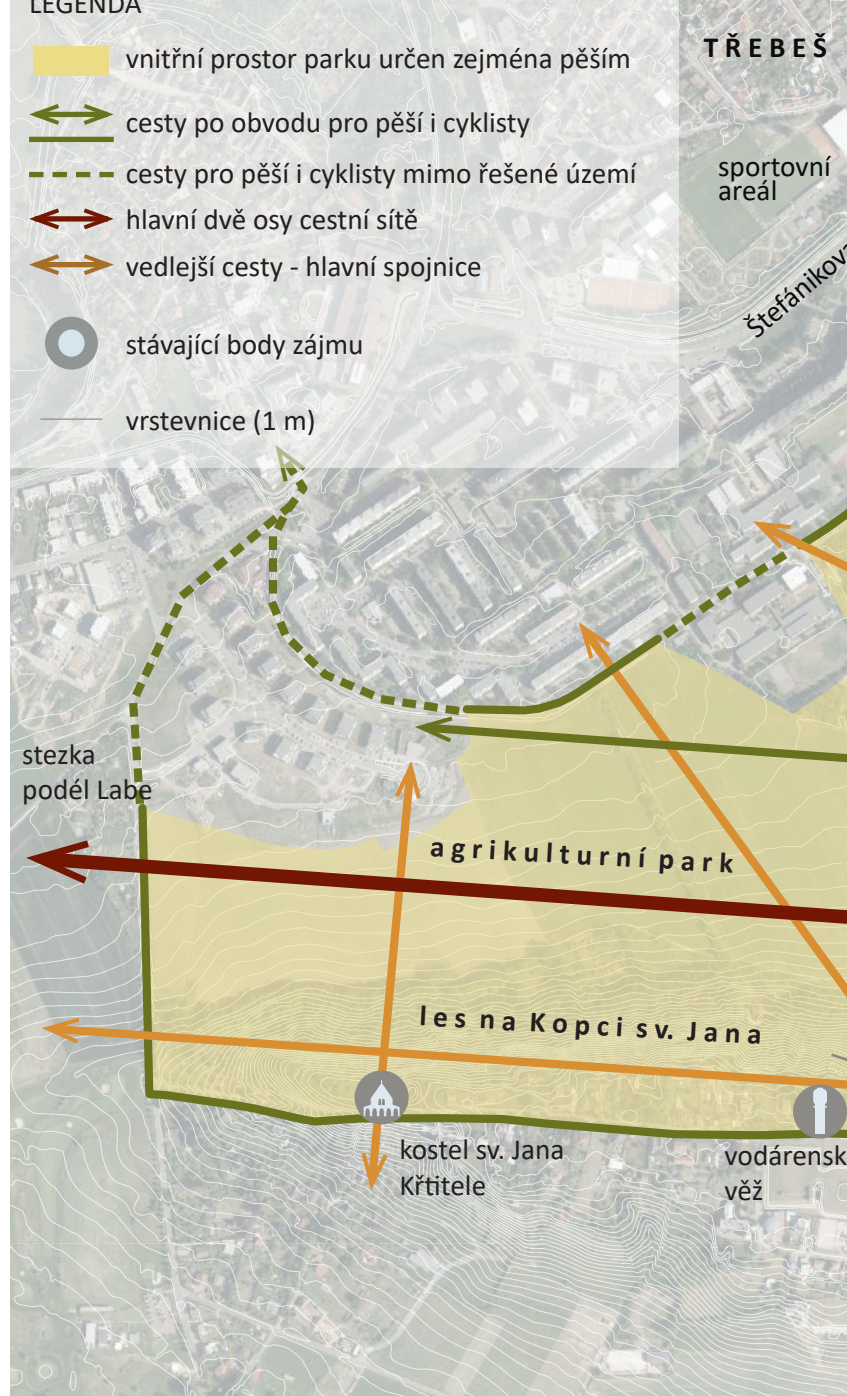 LEGENDA
vnitřní prostor parku určen zejména pěším
cesty po obvodu pro pěší i cyklisty
cesty pro pěší i cyklisty mimo řešené území
hlavní dvě osy cestní sítě
vedlejší cesty - hlavní spojnice
stávající body zájmu
vrstevnice (1 m)
TŘEBEŠ
sportovní
areál
Štefánikova
stezka
podél Labe
agrikulturní park
les na Kopci sv. Jana
kostel sv. Jana
Křtitele
vodárensk
věž